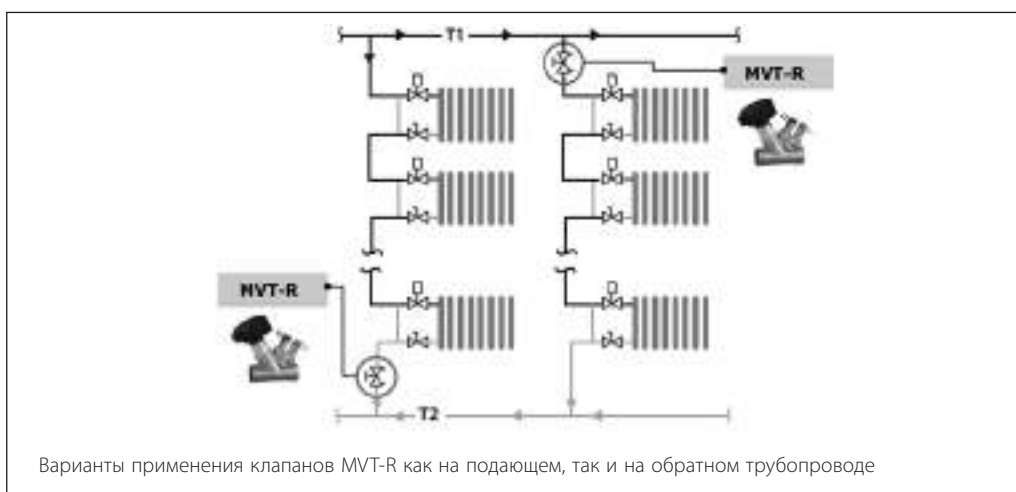 T1
MVT-R
MVT-R
T2
Варианты применения клапанов MVT-R как на подающем, так и на обратном трубопроводе